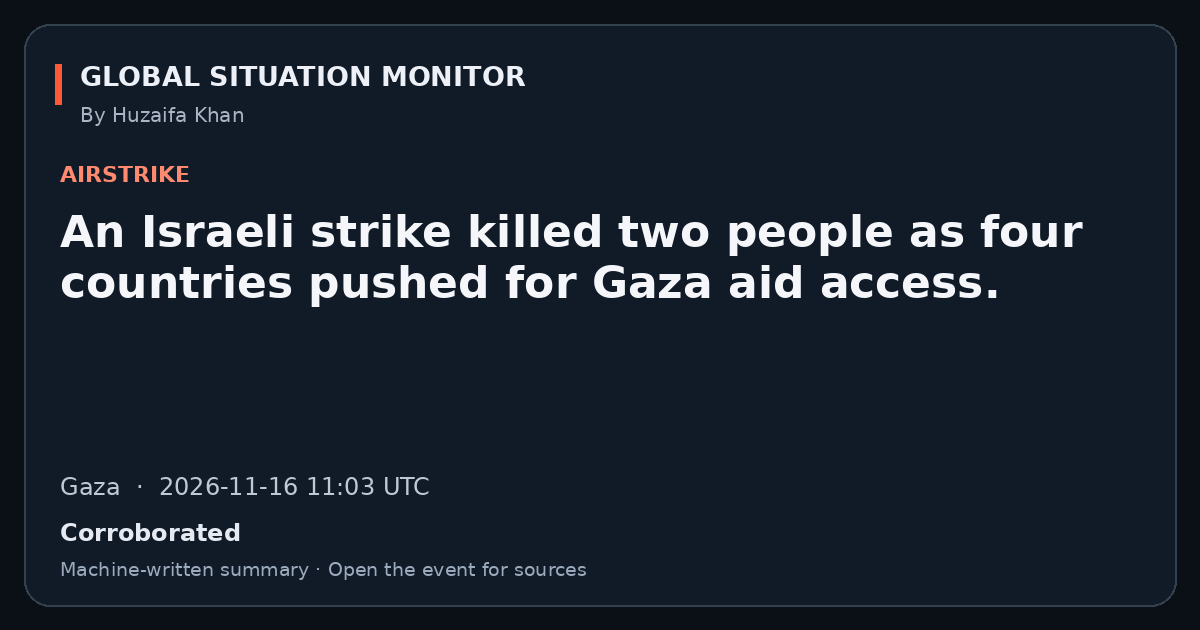 GLOBAL SITUATION MONITOR
By Huzaifa Khan
AIRSTRIKE
An Israeli strike killed two people as four
countries pushed for Gaza aid access.
Gaza · 2026-11-16 11:03 UTC
Corroborated
Machine-written summary · Open the event for sources